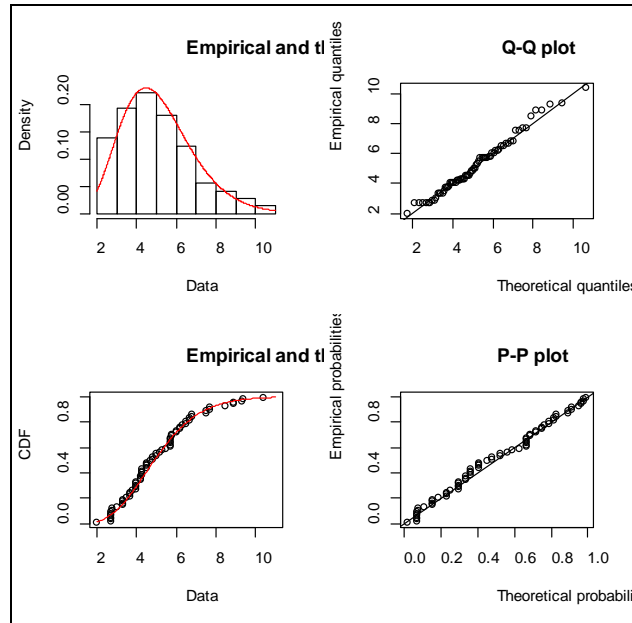 Empirical and th
Density
0.00
0.10
0.20
2 4 6 8 10
Data
Q-Q plot
Empirical quantiles
2
4
6
8
10
2 4 6 8 10
Theoretical quantiles
Empirical and th
CDF
0.0
0.4
0.8
2 4 6 8 10
Data
P-P plot
Empirical probabilities
0.0
0.4
0.8
0.0 0.2 0.4 0.6 0.8 1.0
Theoretical probabili